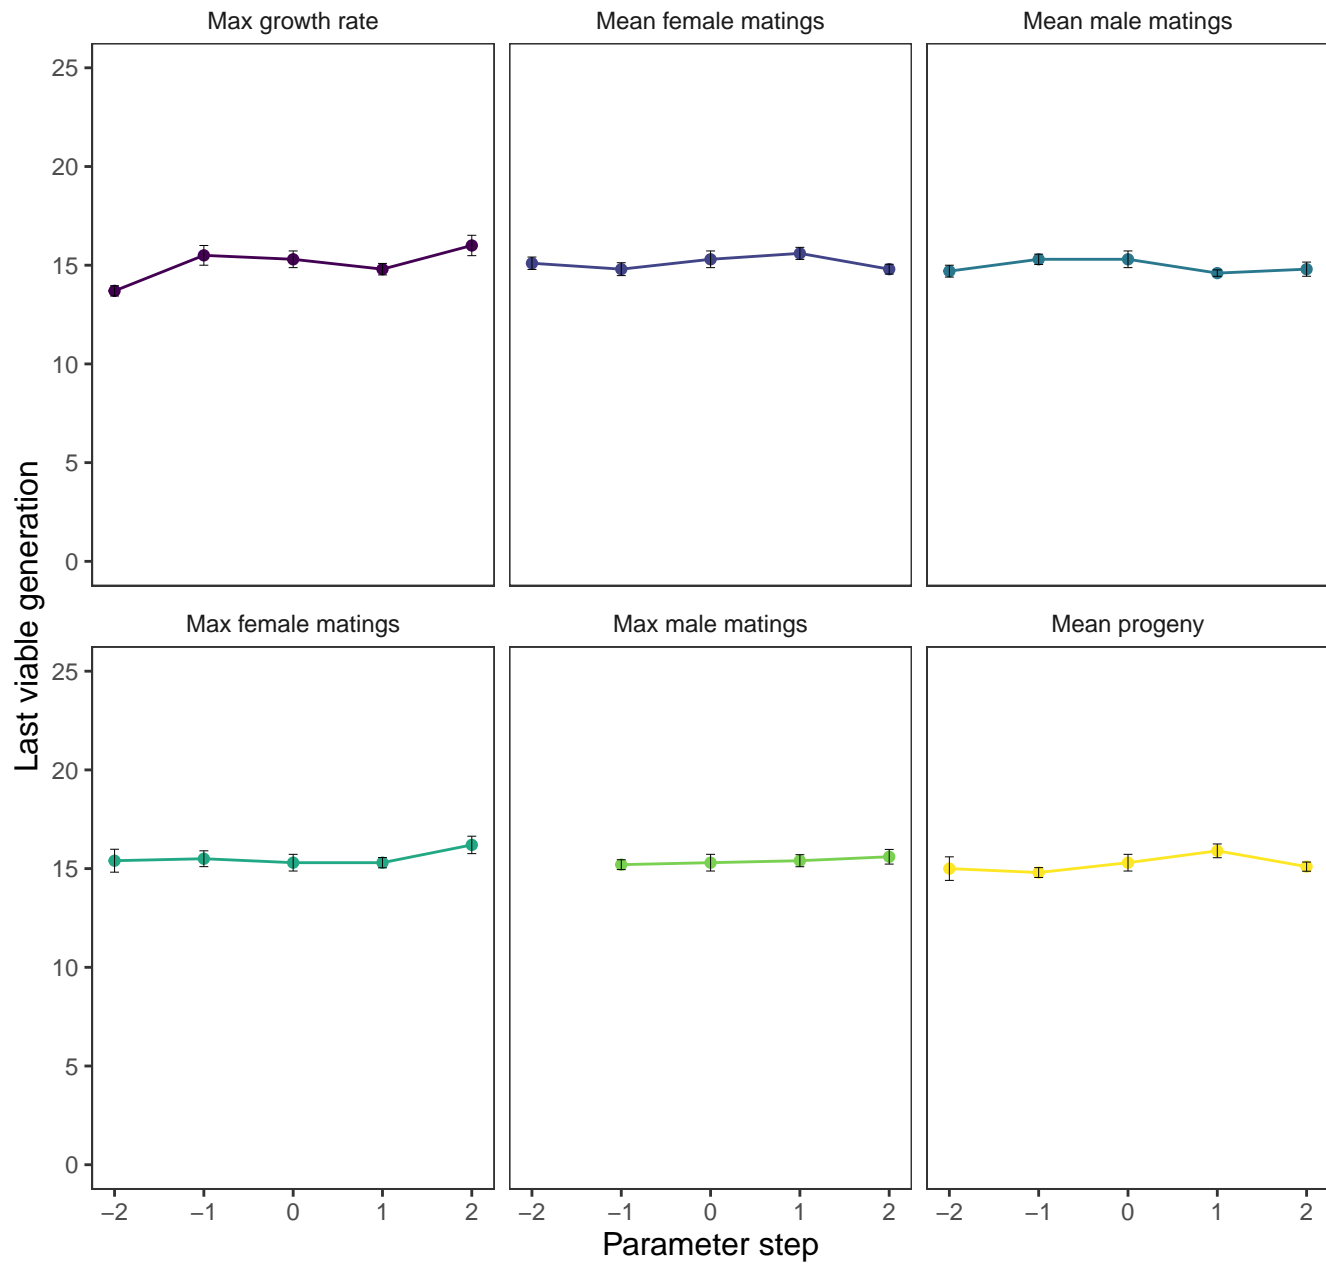 Max growth rate
Mean female matings
Mean male matings
25
20
15
10
5
0
Max female matings
Max male matings
Mean progeny
25
20
15
10
5
0
Last viable generation
−2 −1 0 1 2
−2 −1 0 1 2
−2 −1 0 1 2
Parameter step